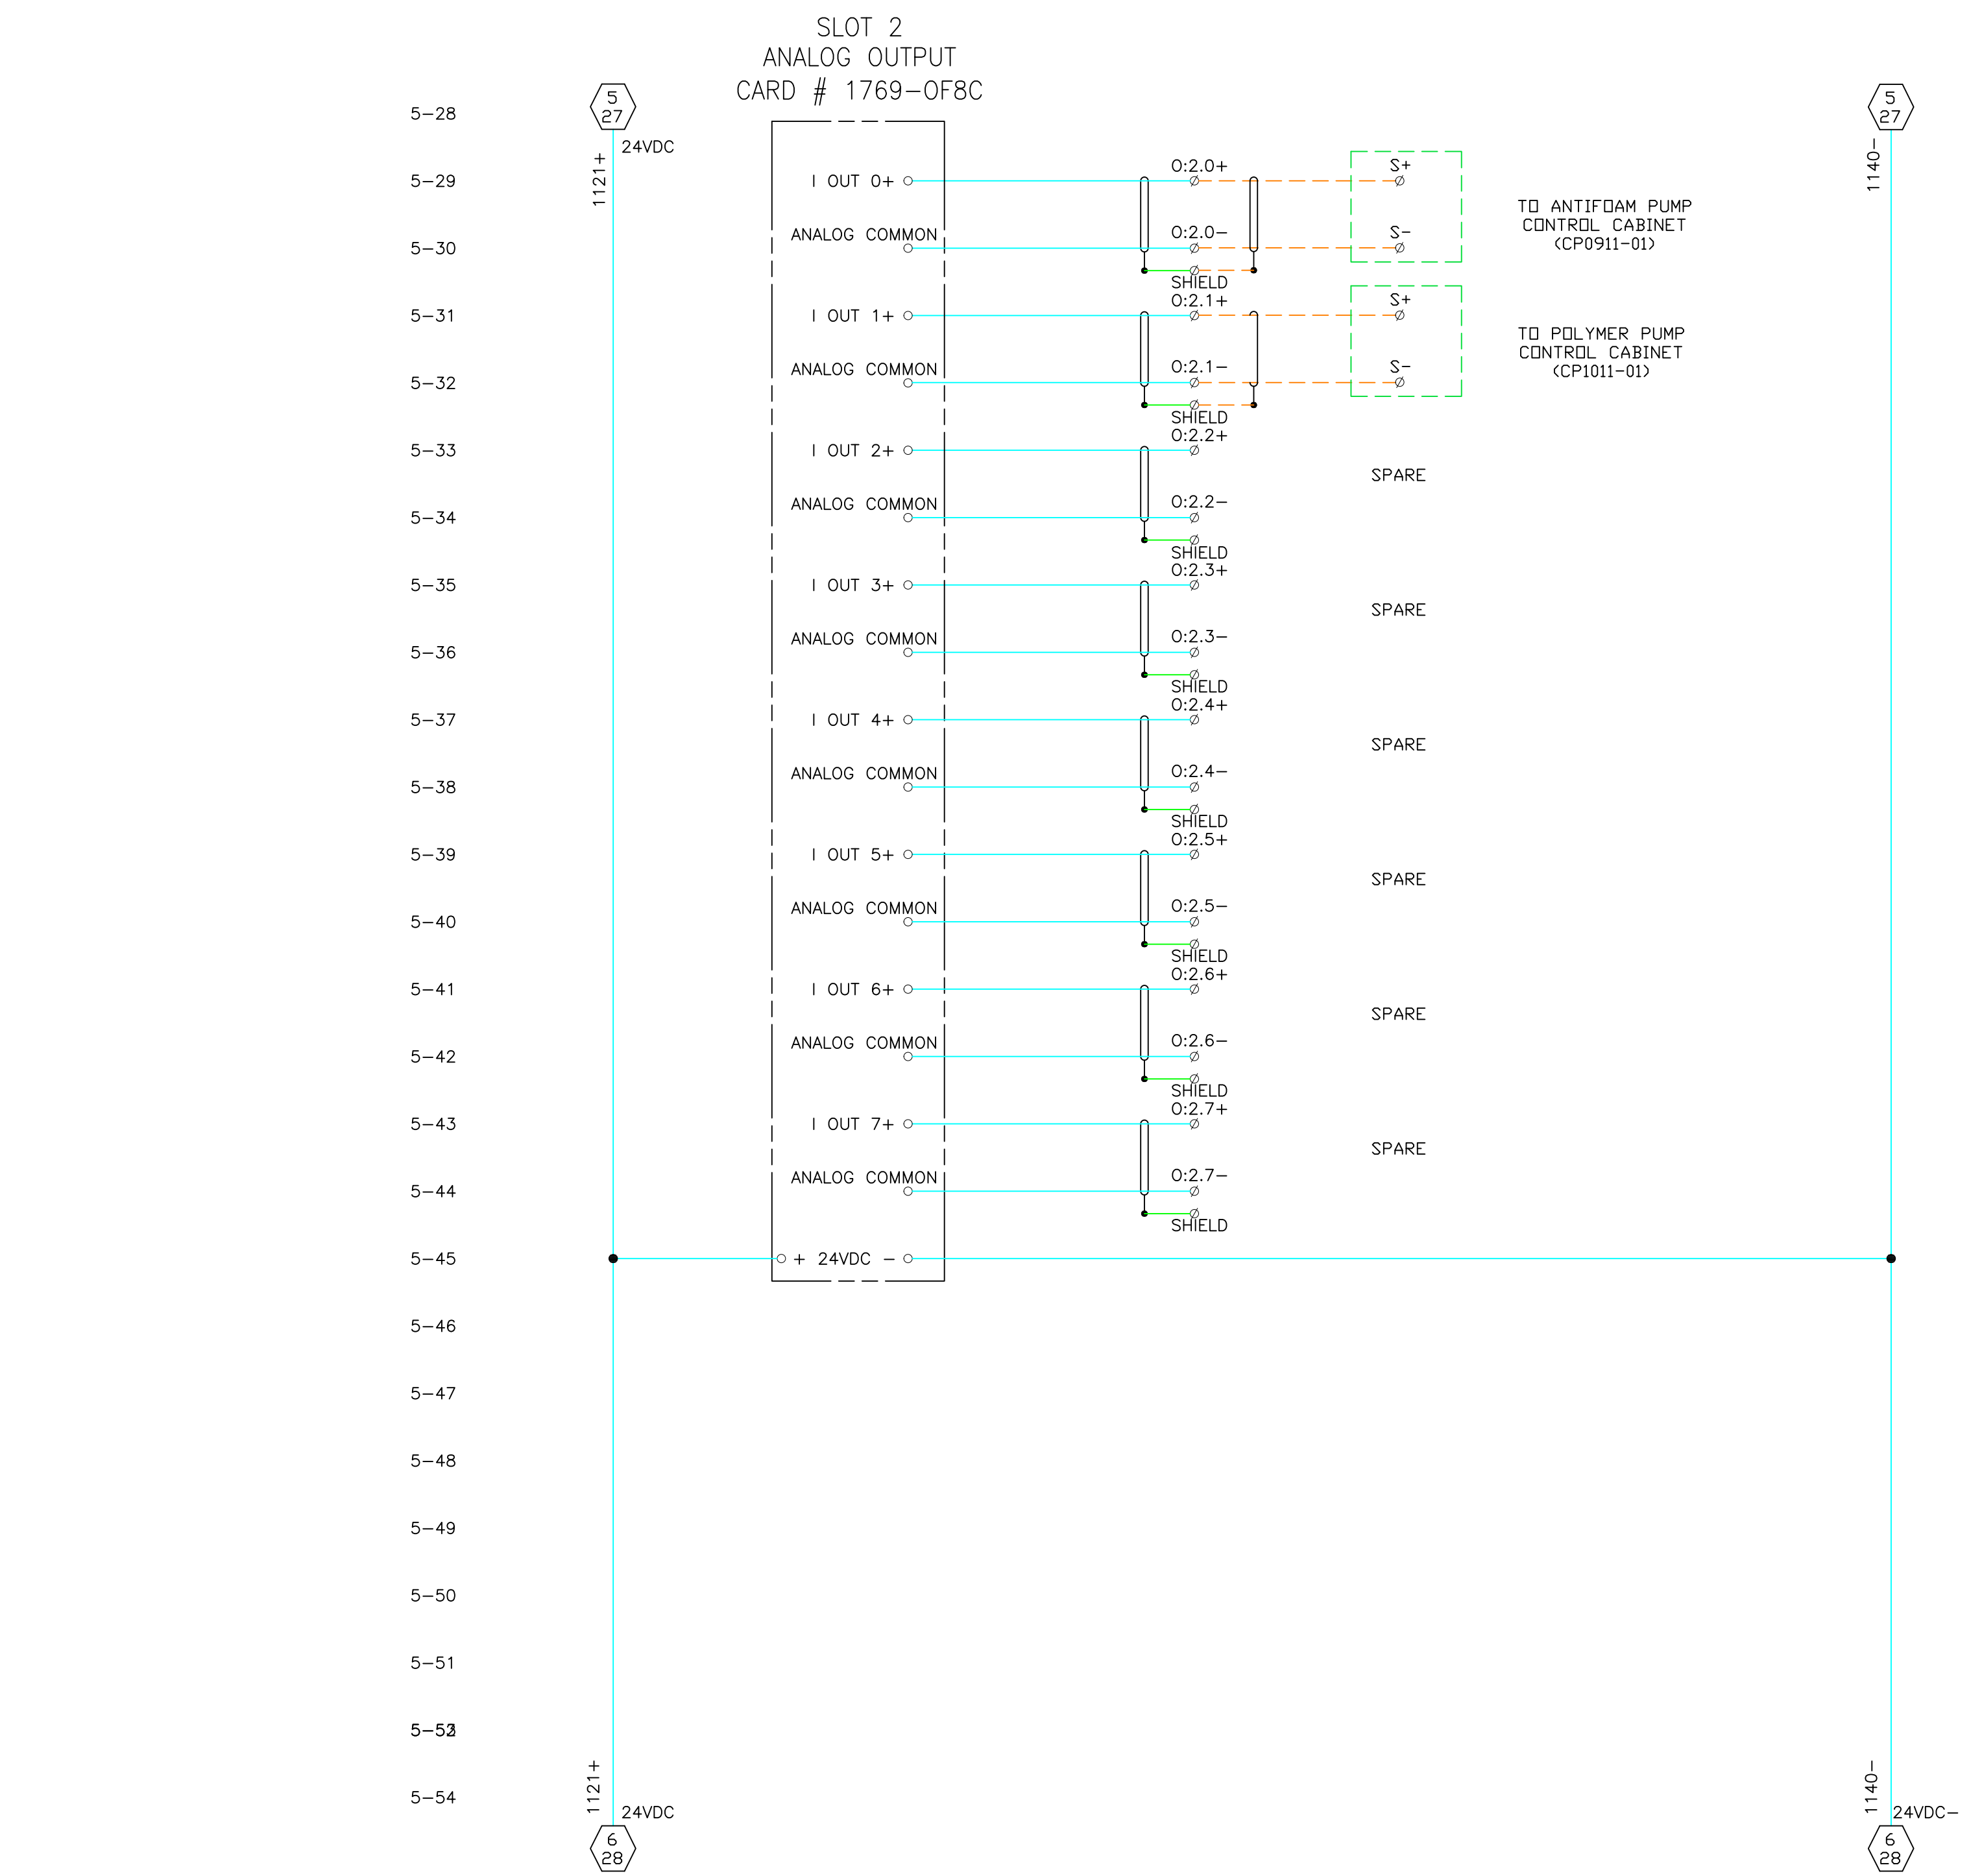 SLOT 2
ANALOG OUTPUT
CARD # 1769-OF8C
5
27
5
27
5-28
24VDC
1121+
1140-
5-29
I OUT 0+
O:2.0+
S+
TO ANTIFOAM PUMP
CONTROL CABINET
(CP0911-01)
5-30
ANALOG COMMON
O:2.0-
S-
SHIELD
5-31
I OUT 1+
O:2.1+
S+
TO POLYMER PUMP
CONTROL CABINET
(CP1011-01)
5-32
ANALOG COMMON
O:2.1-
S-
SHIELD
5-33
I OUT 2+
O:2.2+
SPARE
5-34
ANALOG COMMON
O:2.2-
SHIELD
5-35
I OUT 3+
O:2.3+
SPARE
5-36
ANALOG COMMON
O:2.3-
SHIELD
5-37
I OUT 4+
O:2.4+
SPARE
5-38
ANALOG COMMON
O:2.4-
SHIELD
5-39
I OUT 5+
O:2.5+
SPARE
5-40
ANALOG COMMON
O:2.5-
SHIELD
5-41
I OUT 6+
O:2.6+
SPARE
5-42
ANALOG COMMON
O:2.6-
SHIELD
5-43
I OUT 7+
O:2.7+
SPARE
5-44
ANALOG COMMON
O:2.7-
SHIELD
5-45
+ 24VDC -
5-46
5-47
5-48
5-49
5-50
5-51
5-54
1121+
24VDC
1140-
24VDC-
6
28
6
28